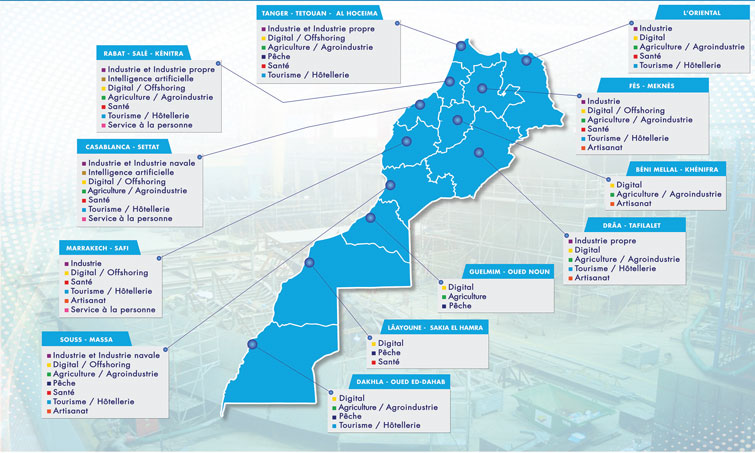 TANGER - TETOUAN - AL HOCEIMA
Industrie et Industrie propre
Digital / Offshoring
Agriculture / Agroindustrie
Pêche
Santé
Tourisme / Hôtellerie
L'ORIENTAL
Industrie
Digital
Agriculture / Agroindustrie
Santé
Tourisme / Hôtellerie
RABAT - SALÉ - KÉNITRA
Industrie et Industrie propre
Intelligence artificielle
Digital / Offshoring
Agriculture / Agroindustrie
Santé
Tourisme / Hôtellerie
Service à la personne
FÈS - MEKNÈS
Industrie
Digital / Offshoring
Agriculture / Agroindustrie
Santé
Tourisme / Hôtellerie
Artisanat
CASABLANCA - SETTAT
Industrie et Industrie navale
Intelligence artificielle
Digital / Offshoring
Agriculture / Agroindustrie
Santé
Tourisme / Hôtellerie
Service à la personne
BÉNI MELLAL - KHÉNIFRA
Digital
Agriculture / Agroindustrie
Artisanat
DRÂA - TAFILALET
Industrie propre
Digital
Agriculture / Agroindustrie
Tourisme / Hôtellerie
Artisanat
MARRAKECH - SAFI
Industrie
Digital / Offshoring
Santé
Tourisme / Hôtellerie
Artisanat
Service à la personne
GUELMIM - OUED NOUN
Digital
Agriculture
Pêche
SOUSS - MASSA
Industrie et Industrie navale
Digital / Offshoring
Agriculture / Agroindustrie
Pêche
Santé
Tourisme / Hôtellerie
Artisanat
LÂAYOUNE - SAKIA EL HAMRA
Digital
Pêche
Santé
DAKHLA - OUED ED-DAHAB
Digital
Agriculture / Agroindustrie
Pêche
Tourisme / Hôtellerie